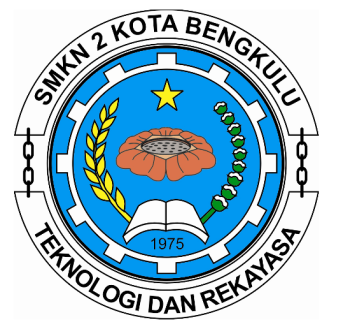 SMKN 2 KOTA BENGKULU
1975
TEKNOLOGI DAN REKAYASA